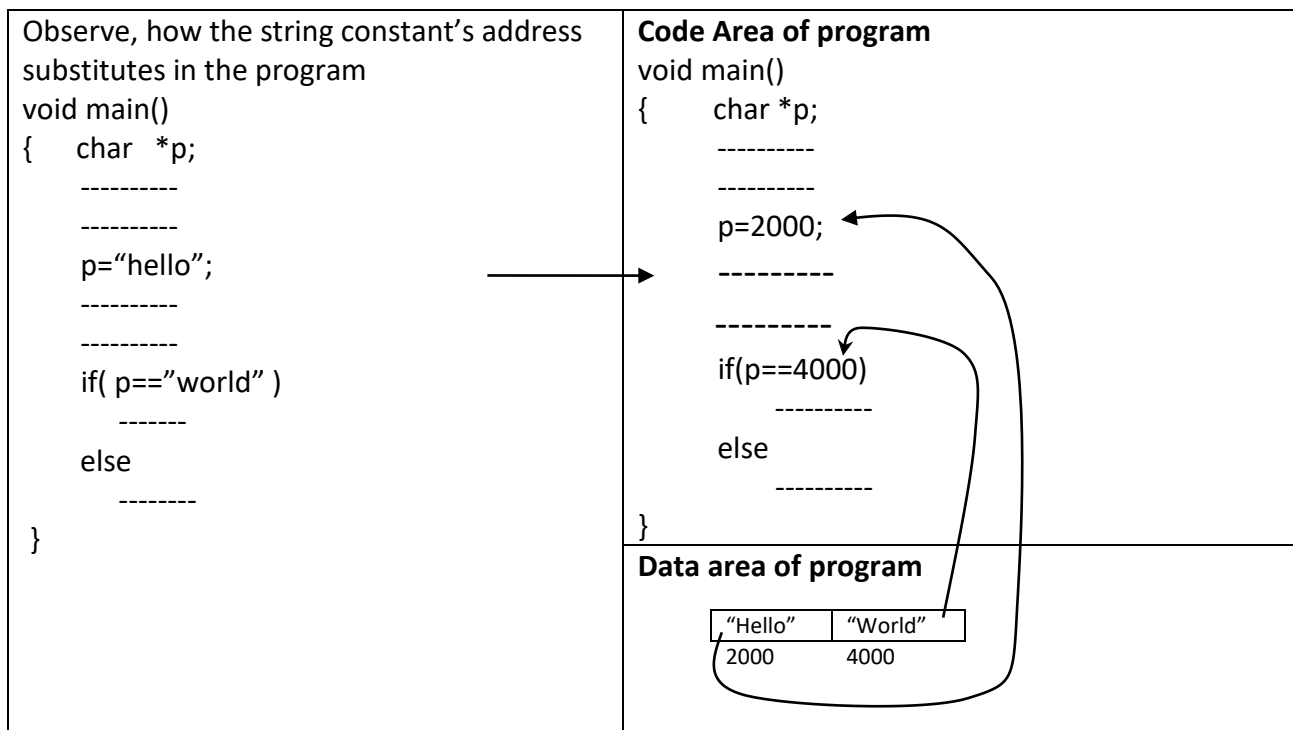 Observe, how the string constant’s address
substitutes in the program
void main()
{ char *p;
----------
----------
p=“hello”;
----------
----------
if( p==”world” )
-------
else
--------
}
Code Area of program
void main()
{ char *p;
----------
----------
p=2000;
---------
---------
if(p==4000)
----------
else
----------
}
Data area of program
“Hello” “World”
2000 4000